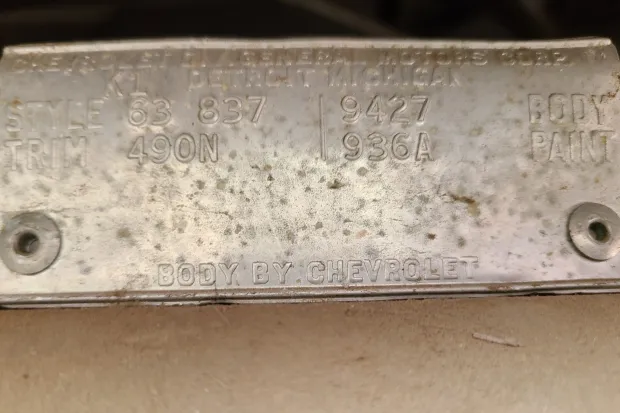 CHEVROLET DIV. GENERAL MOTORS CORP.
DETROIT MICHIGAN
STYLE 63 837 9427 BODY
TRIM 490N 936A PAINT
BODY BY CHEVROLET